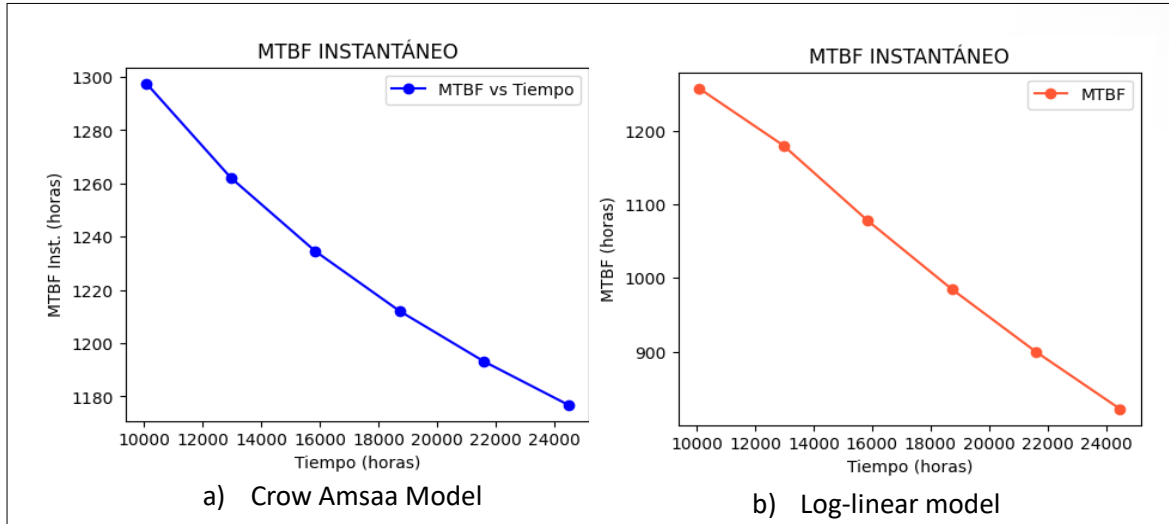 MTBF INSTANTÁNEO
MTBF vs Tiempo
1300
1280
1260
1240
1220
1200
1180
MTBF Inst. (horas)
10000 12000 14000 16000 18000 20000 22000 24000
Tiempo (horas)
a) Crow Amsaa Model
MTBF INSTANTÁNEO
MTBF
1200
1100
1000
900
MTBF (horas)
10000 12000 14000 16000 18000 20000 22000 24000
Tiempo (horas)
b) Log-linear model